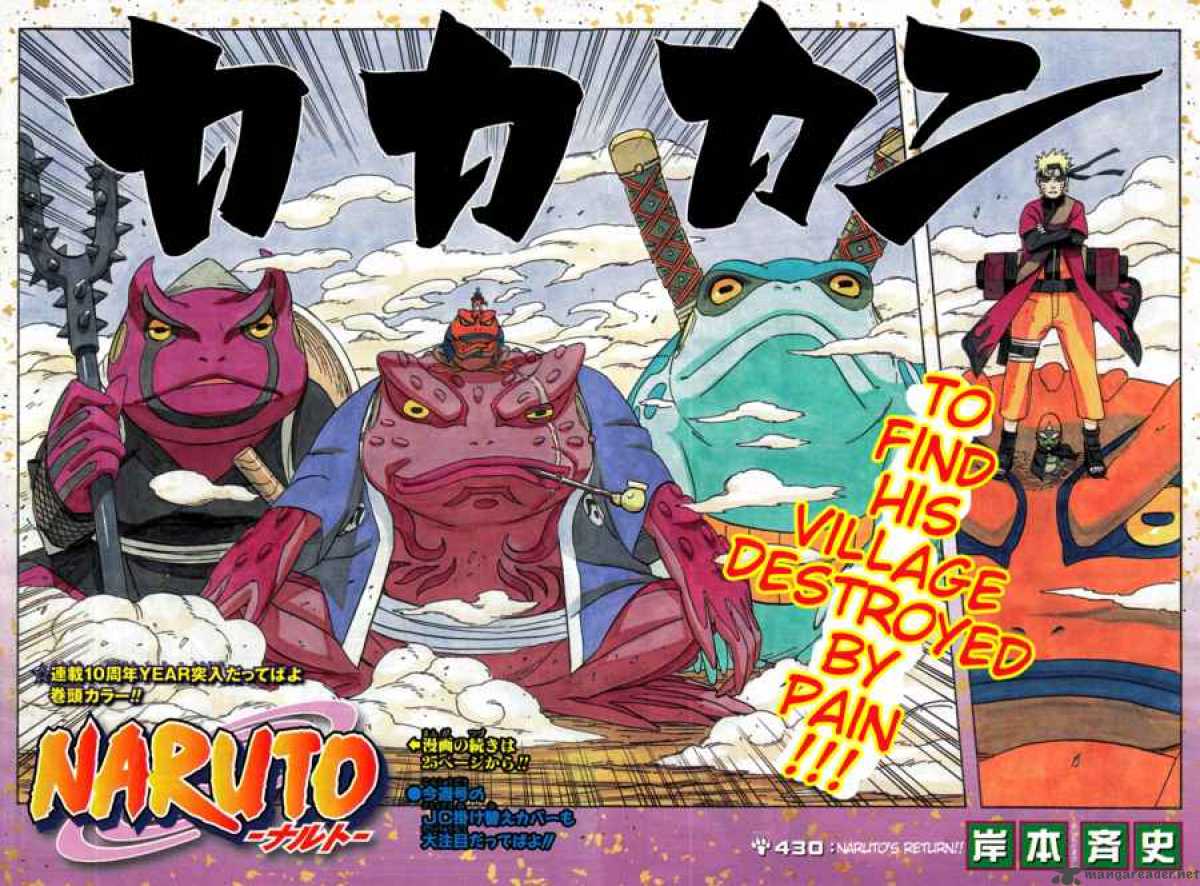 カカカン
TO
FIND
HIS
VILLAGE
DESTROYED
BY
PAIN
!!!
☆連載10周年YEAR突入だってばよ
巻頭カラー!!
NARUTO
-ナルト-
←漫画の続きは
25ページから!!
●今週号の
JC掛け替えカバーも
大注目だってばよ!!
430 : NARUTO'S RETURN!!
岸本斉史
mangareader.net